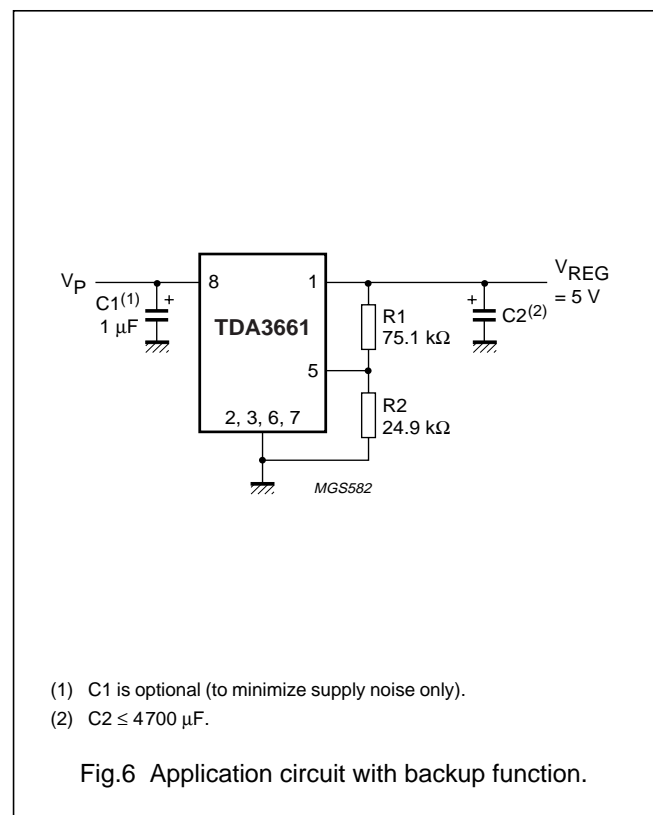 V_P
C1(1)
+
1 μF
8
1
TDA3661
5
2, 3, 6, 7
R1
75.1 kΩ
R2
24.9 kΩ
+
C2(2)
V_REG
= 5 V
MGS582
(1) C1 is optional (to minimize supply noise only).
(2) C2 ≤ 4700 μF.
Fig.6 Application circuit with backup function.